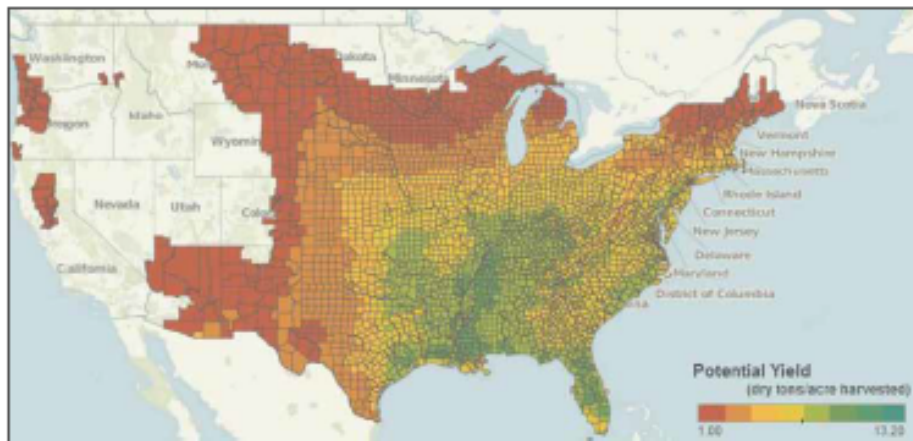 Washington
Dakota
Minnesota
Oregon
Idaho
Wyoming
Nova Scotia
Vermont
New Hampshire
Massachusetts
Rhode Island
Connecticut
New Jersey
Delaware
Maryland
District of Columbia
Nevada
Utah
California
Potential Yield
(dry tons/acre harvested)
1.00 13.20